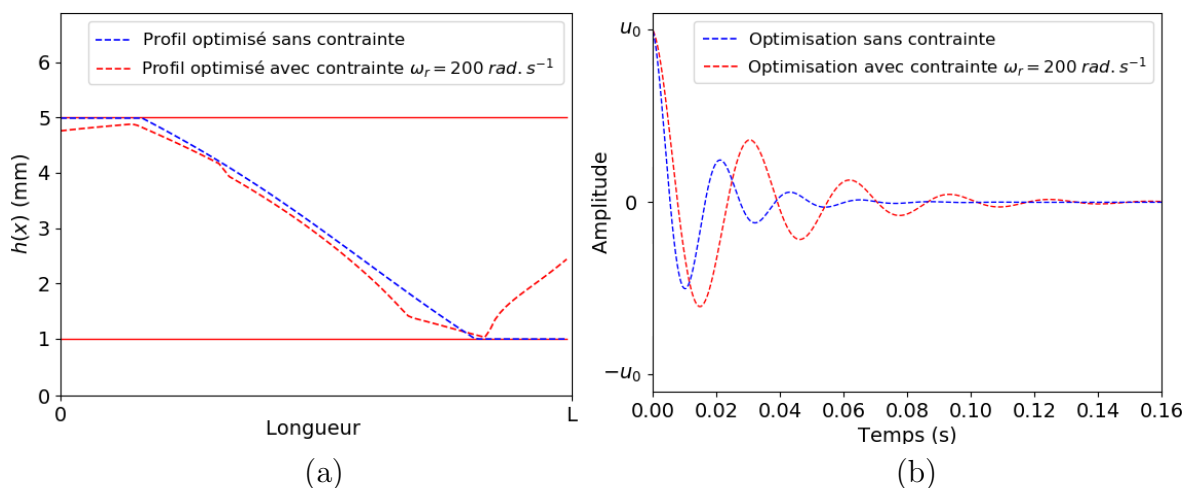 Profil optimisé sans contrainte
Profil optimisé avec contrainte ωᵣ = 200 rad. s⁻¹
6
5
4
3
2
1
0
h(x) (mm)
0
L
Longueur
(a)
Optimisation sans contrainte
Optimisation avec contrainte ωᵣ = 200 rad. s⁻¹
u₀
0
−u₀
Amplitude
0.00 0.02 0.04 0.06 0.08 0.10 0.12 0.14 0.16
Temps (s)
(b)